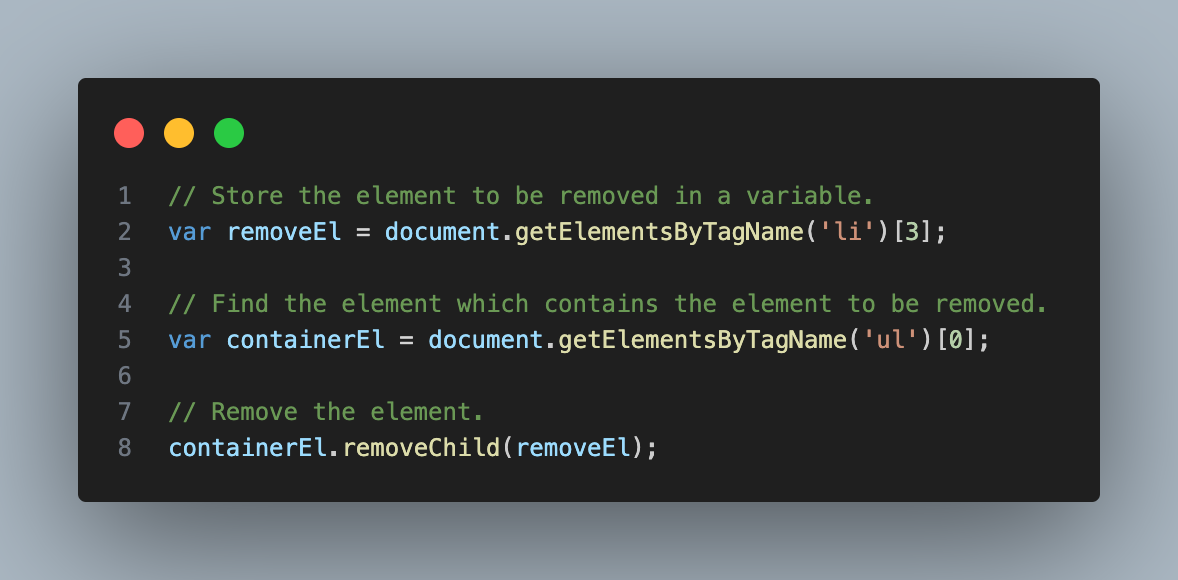 1 // Store the element to be removed in a variable.
2 var removeEl = document.getElementsByTagName('li')[3];
3
4 // Find the element which contains the element to be removed.
5 var containerEl = document.getElementsByTagName('ul')[0];
6
7 // Remove the element.
8 containerEl.removeChild(removeEl);